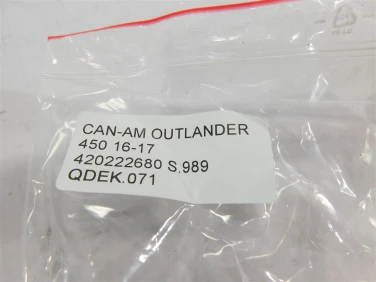 CAN-AM OUTLANDER
450 16-17
420222680 S.989
QDEK.071